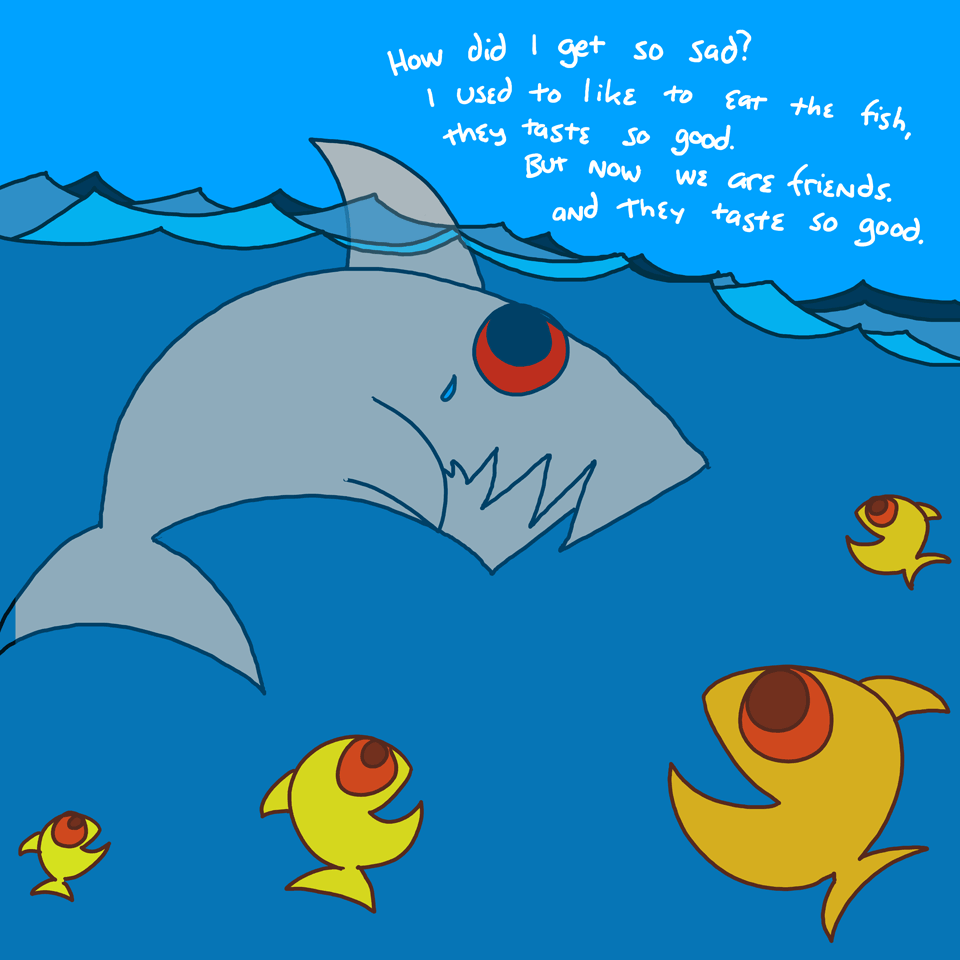 How did I get so sad?
I used to like to eat the fish,
they taste so good.
But now we are friends.
and they taste so good.